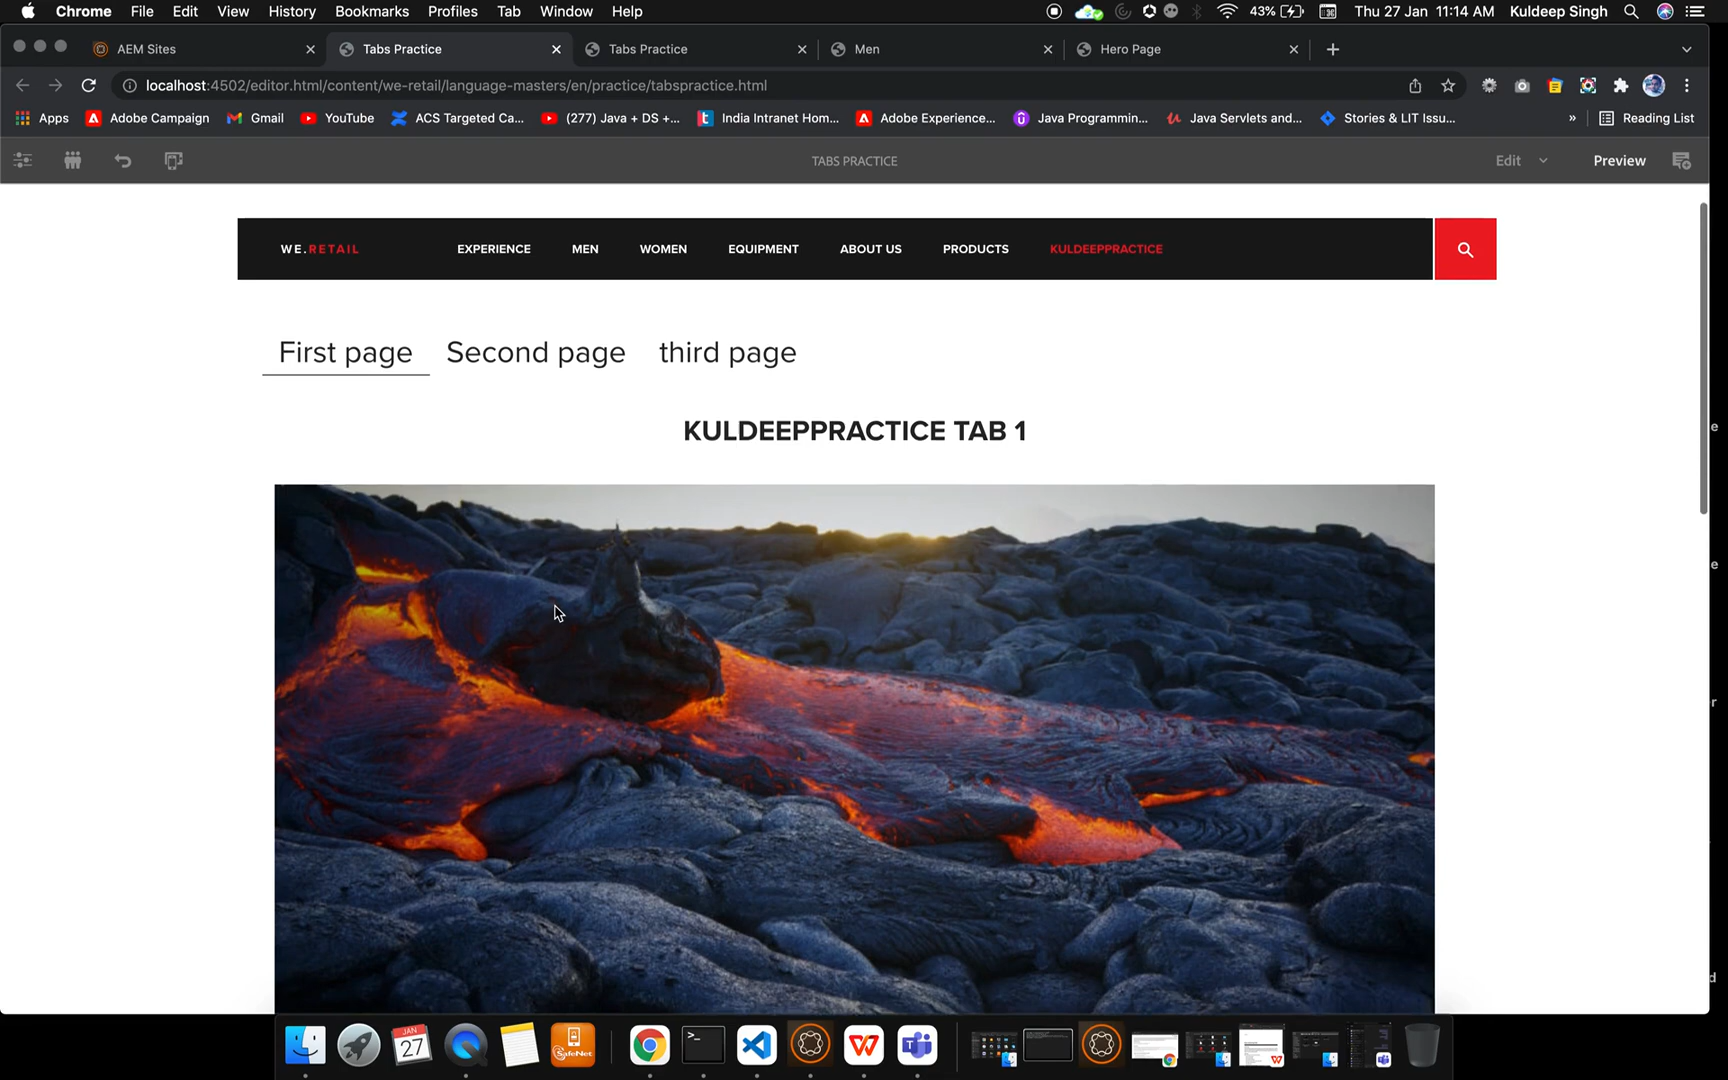 Chrome File Edit View History Bookmarks Profiles Tab Window Help 43% Thu 27 Jan 11:14 AM Kuldeep Singh
AEM Sites Tabs Practice Tabs Practice Men Hero Page
localhost:4502/editor.html/content/we-retail/language-masters/en/practice/tabspractice.html
Apps Adobe Campaign Gmail YouTube ACS Targeted Ca... (277) Java + DS +... India Intranet Hom... Adobe Experience... Java Programmin... Java Servlets and... Stories & LIT Issu... » Reading List
TABS PRACTICE Edit Preview
WE.RETAIL EXPERIENCE MEN WOMEN EQUIPMENT ABOUT US PRODUCTS KULDEEPPRACTICE
First page Second page third page
KULDEEPPRACTICE TAB 1
e
e
r
d
JAN
27
SafeNet